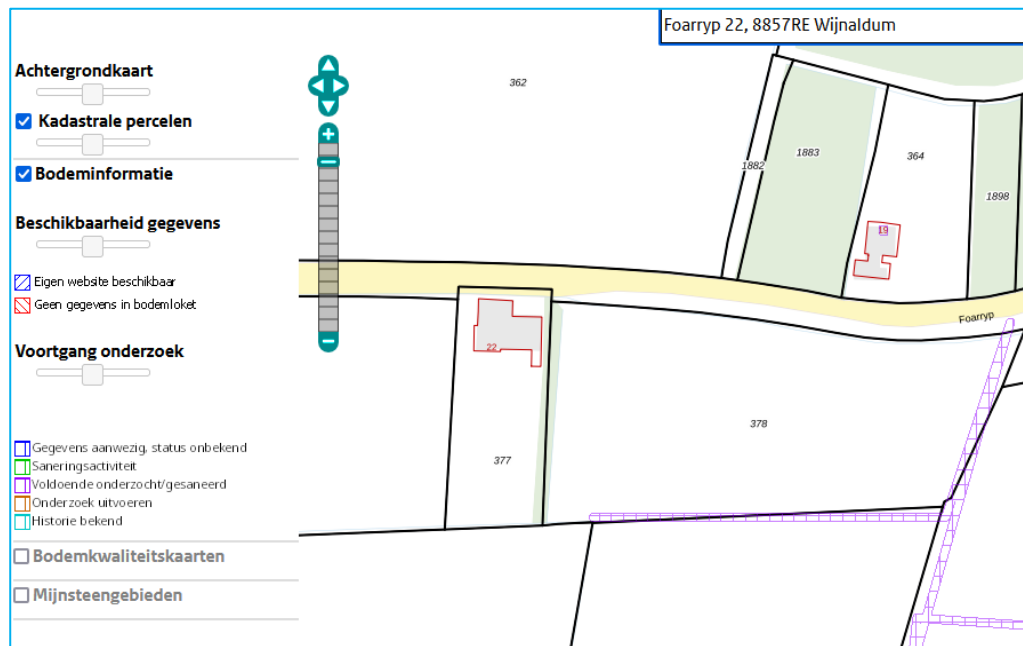 Foarryp 22, 8857RE Wijnaldum
Achtergrondkaart
Kadastrale percelen
Bodeminformatie
Beschikbaarheid gegevens
Eigen website beschikbaar
Geen gegevens in bodemloket
Voortgang onderzoek
Gegevens aanwezig, status onbekend
Saneringsactiviteit
Voldoende onderzocht/gesaneerd
Onderzoek uitvoeren
Historie bekend
Bodemkwaliteitskaarten
Mijnsteengebieden
362
1882
1883
364
1898
19
Foarryp
22
378
377